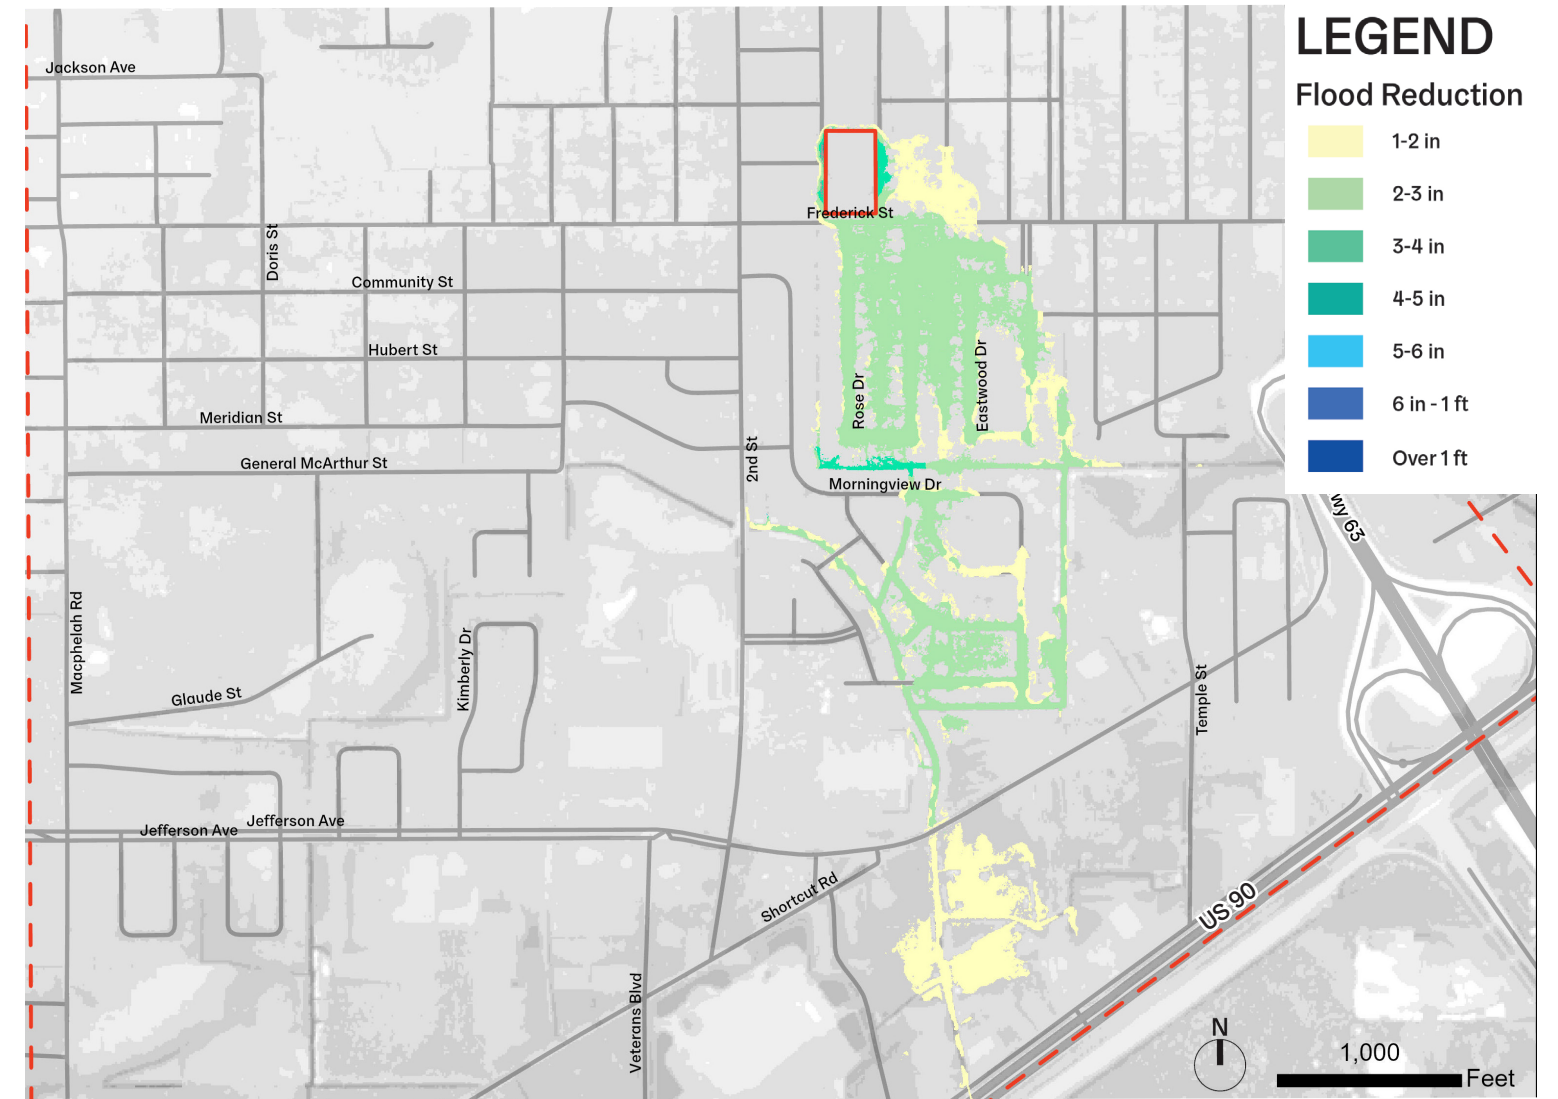 LEGEND
Flood Reduction
1-2 in
2-3 in
3-4 in
4-5 in
5-6 in
6 in - 1 ft
Over 1 ft
Jackson Ave
Frederick St
Doris St
Community St
Hubert St
Rose Dr
Eastwood Dr
Meridian St
2nd St
General McArthur St
Morningview Dr
wy 63
Macphelah Rd
Kimberly Dr
Glaude St
Temple St
Jefferson Ave
Jefferson Ave
Shortcut Rd
US 90
Veterans Blvd
N
1,000
Feet